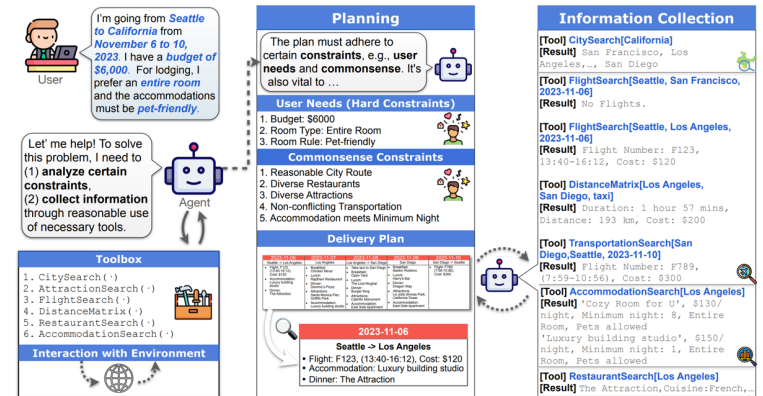 I'm going from Seattle
to California from
November 6 to 10,
2023. I have a budget of
$6,000. For lodging, I
prefer an entire room
and the accommodations
must be pet-friendly.
User
Let' me help! To solve
this problem, I need to
(1) analyze certain
constraints,
(2) collect information
through reasonable use
of necessary tools.
Agent
Toolbox
1. CitySearch(·)
2. AttractionSearch(·)
3. FlightSearch(·)
4. DistanceMatrix(·)
5. RestaurantSearch(·)
6. AccommodationSearch(·)
Interaction with Environment
Planning
The plan must adhere to
certain constraints, e.g., user
needs and commonsense. It's
also vital to …
User Needs (Hard Constraints)
1. Budget: $6000
2. Room Type: Entire Room
3. Room Rule: Pet-friendly
Commonsense Constraints
1. Reasonable City Route
2. Diverse Restaurants
3. Diverse Attractions
4. Non-conflicting Transportation
5. Accommodation meets Minimum Night
Delivery Plan
2023-11-06
Seattle -> Los Angeles
• Flight: F123, (13:40-16:12), Cost: $120
• Accommodation: Luxury building studio
• Dinner: The Attraction
Information Collection
[Tool] CitySearch[California]
[Result] San Francisco, Los
Angeles,…, San Diego
[Tool] FlightSearch[Seattle, San Francisco,
2023-11-06]
[Result] No Flights.
[Tool] FlightSearch[Seattle, Los Angeles,
2023-11-06]
[Result] Flight Number: F123,
13:40-16:12, Cost: $120
[Tool] DistanceMatrix[Los Angeles,
San Diego, taxi]
[Result] Duration: 1 hour 57 mins,
Distance: 193 km, Cost: $200
[Tool] TransportationSearch[San
Diego,Seattle, 2023-11-10]
[Result] Flight Number: F789,
(7:59-10:56), Cost: $300
[Tool] AccommodationSearch[Los Angeles]
[Result] 'Cozy Room for U', $130/
night, Minimum night: 8, Entire
Room, Pets allowed
'Luxury building studio', $150/
night, Minimum night: 1, Entire
Room, Pets allowed
[Tool] RestaurantSearch[Los Angeles]
[Result] The Attraction,Cuisine:French,…